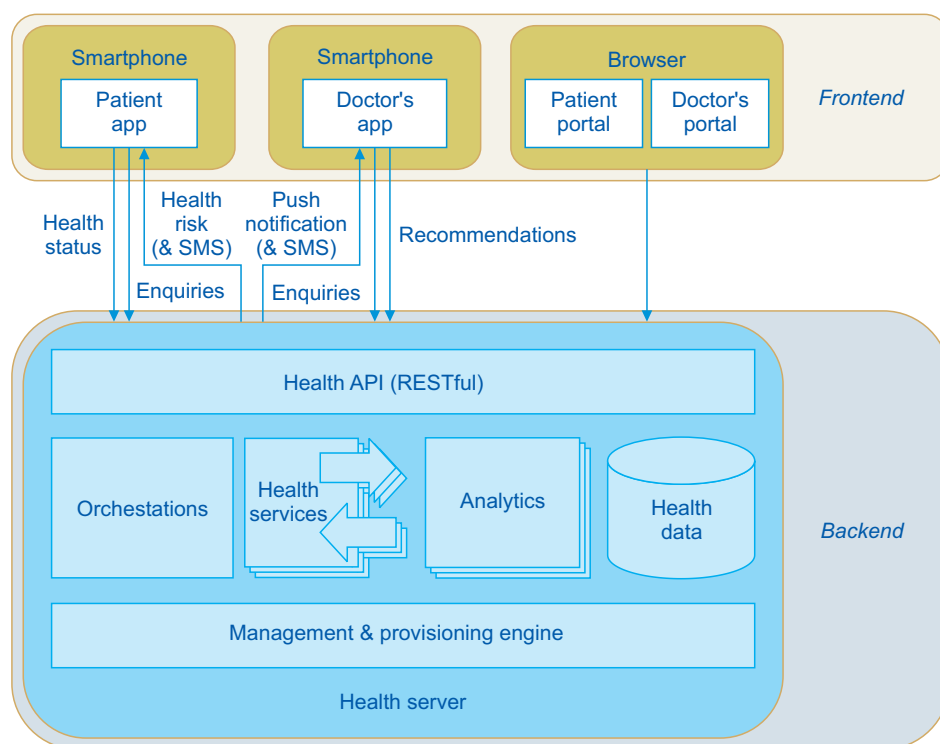 Smartphone
Patient
app
Smartphone
Doctor's
app
Browser
Patient
portal
Doctor's
portal
Frontend
Health
status
Health
risk
(& SMS)
Enquiries
Push
notification
(& SMS)
Enquiries
Recommendations
Health API (RESTful)
Orchestations
Health
services
Analytics
Health
data
Backend
Management & provisioning engine
Health server